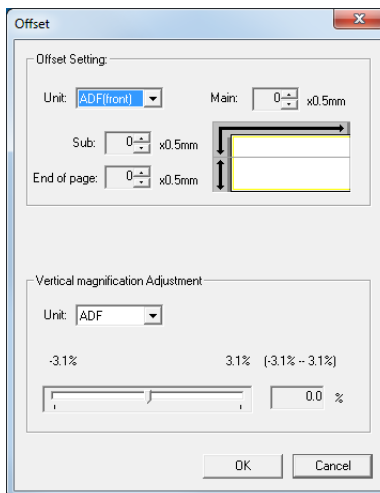 Offset
Offset Setting:
Unit: ADF(front) Main: 0 x0.5mm
Sub: 0 x0.5mm
End of page: 0 x0.5mm
Vertical magnification Adjustment
Unit: ADF
-3.1% 3.1% (-3.1% -- 3.1%)
0.0 %
OK Cancel